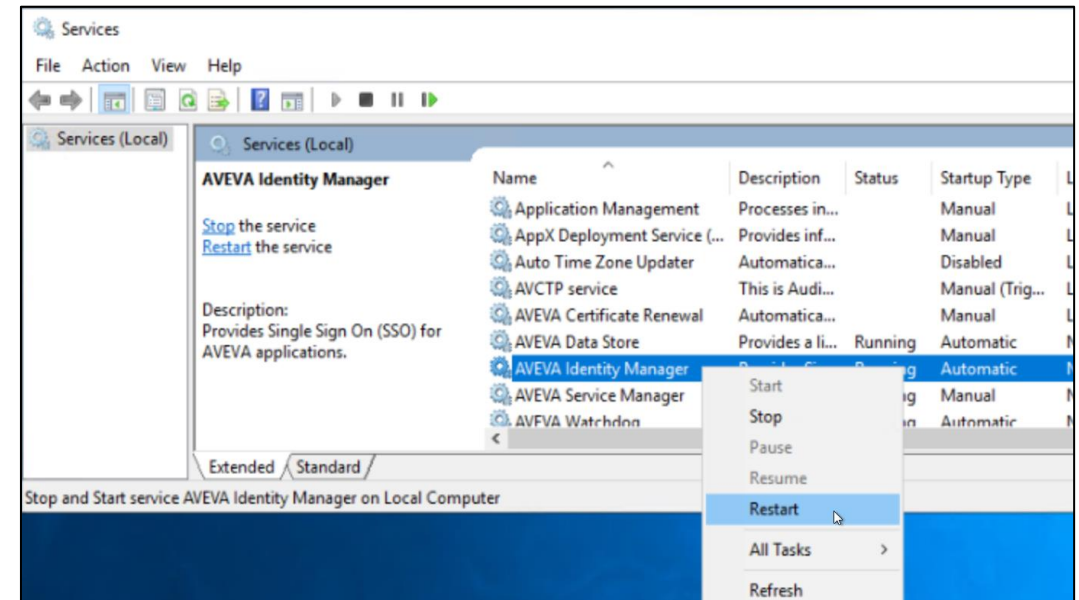 Services
File Action View Help
Services (Local)
Services (Local)
AVEVA Identity Manager
Stop the service
Restart the service
Description:
Provides Single Sign On (SSO) for
AVEVA applications.
Name Description Status Startup Type L
Application Management Processes in... Manual L
AppX Deployment Service (... Provides inf... Manual L
Auto Time Zone Updater Automatica... Disabled L
AVCTP service This is Audi... Manual (Trig... L
AVEVA Certificate Renewal Automatica... Manual L
AVEVA Data Store Provides a li... Running Automatic N
AVEVA Identity Manager Automatic N
AVEVA Service Manager Manual N
AVEVA Watchdog Automatic N
Start
Stop
Pause
Resume
Restart
All Tasks
Refresh
Extended Standard
Stop and Start service AVEVA Identity Manager on Local Computer